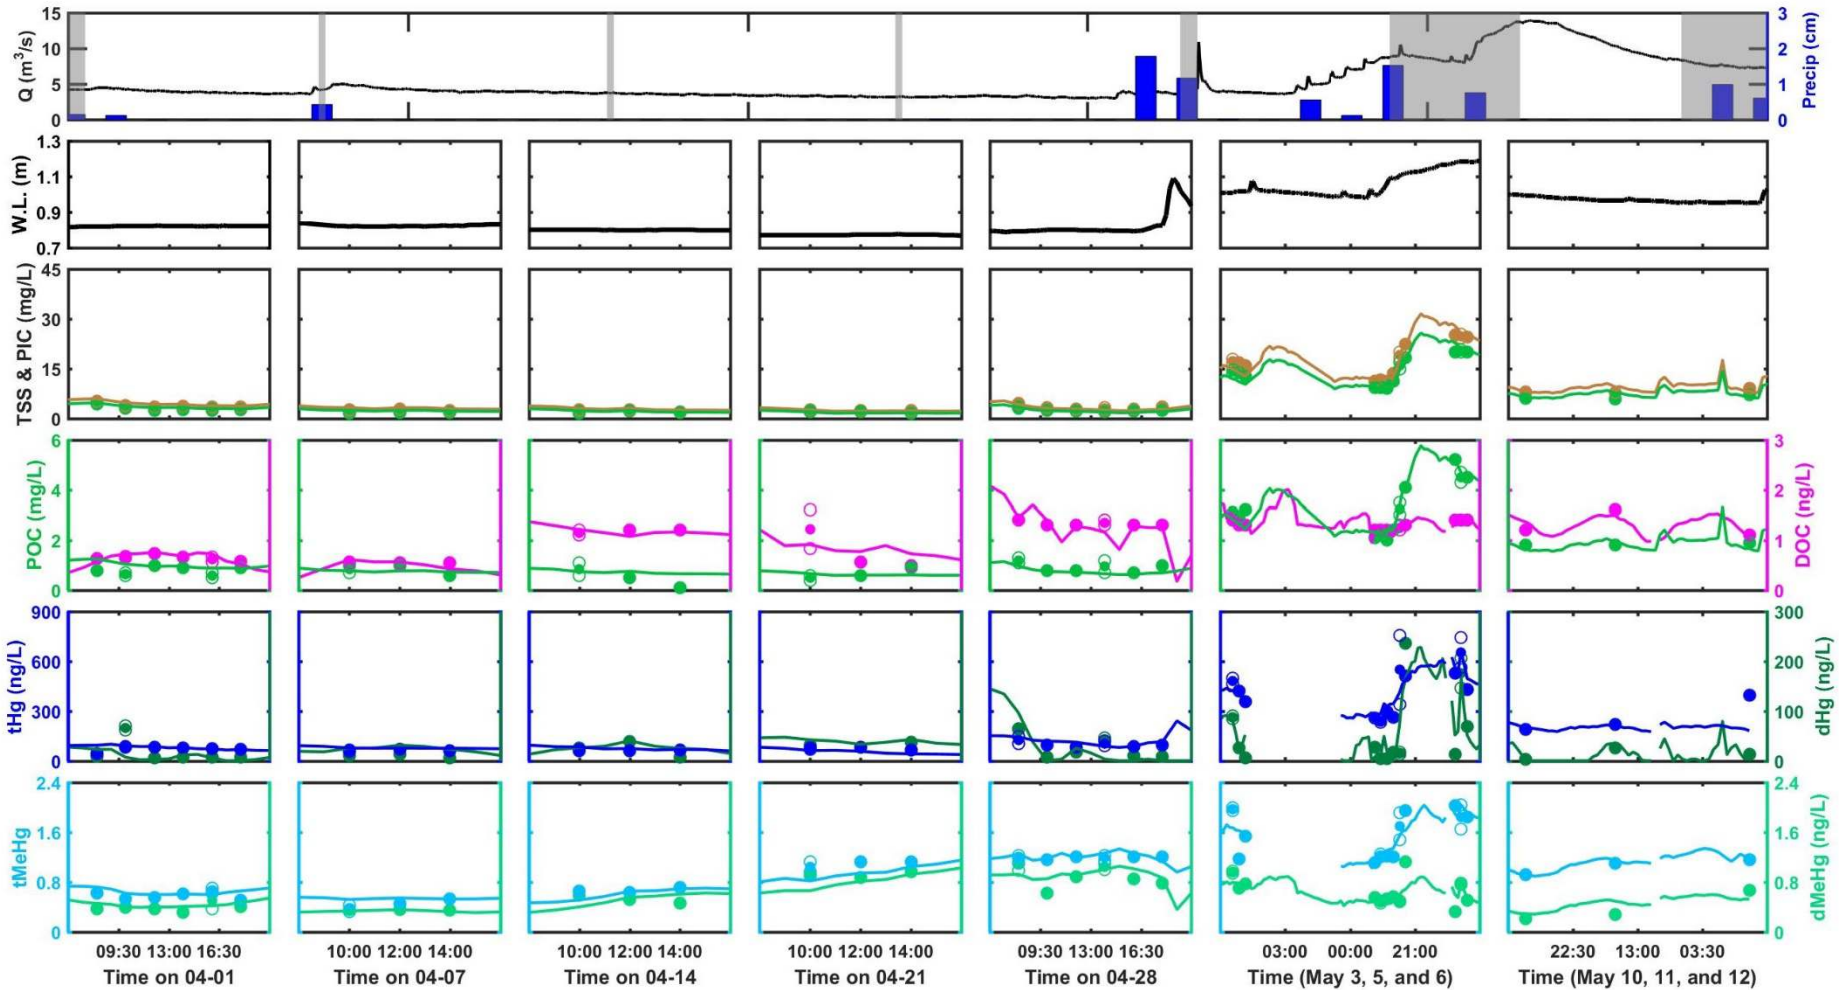 15
10
5
0
Q (m³/s)
3
2
1
0
Precip (cm)
1.3
1.1
0.9
0.7
W.L. (m)
45
30
15
0
TSS & PIC (mg/L)
6
4
2
0
POC (mg/L)
3
2
1
0
DOC (ng/L)
900
600
300
0
tHg (ng/L)
300
200
100
0
dHg (ng/L)
2.4
1.6
0.8
0
tMeHg
2.4
1.6
0.8
0
dMeHg (ng/L)
09:30 13:00 16:30
10:00 12:00 14:00
10:00 12:00 14:00
10:00 12:00 14:00
09:30 13:00 16:30
03:00 00:00 21:00
22:30 13:00 03:30
Time on 04-01
Time on 04-07
Time on 04-14
Time on 04-21
Time on 04-28
Time (May 3, 5, and 6)
Time (May 10, 11, and 12)